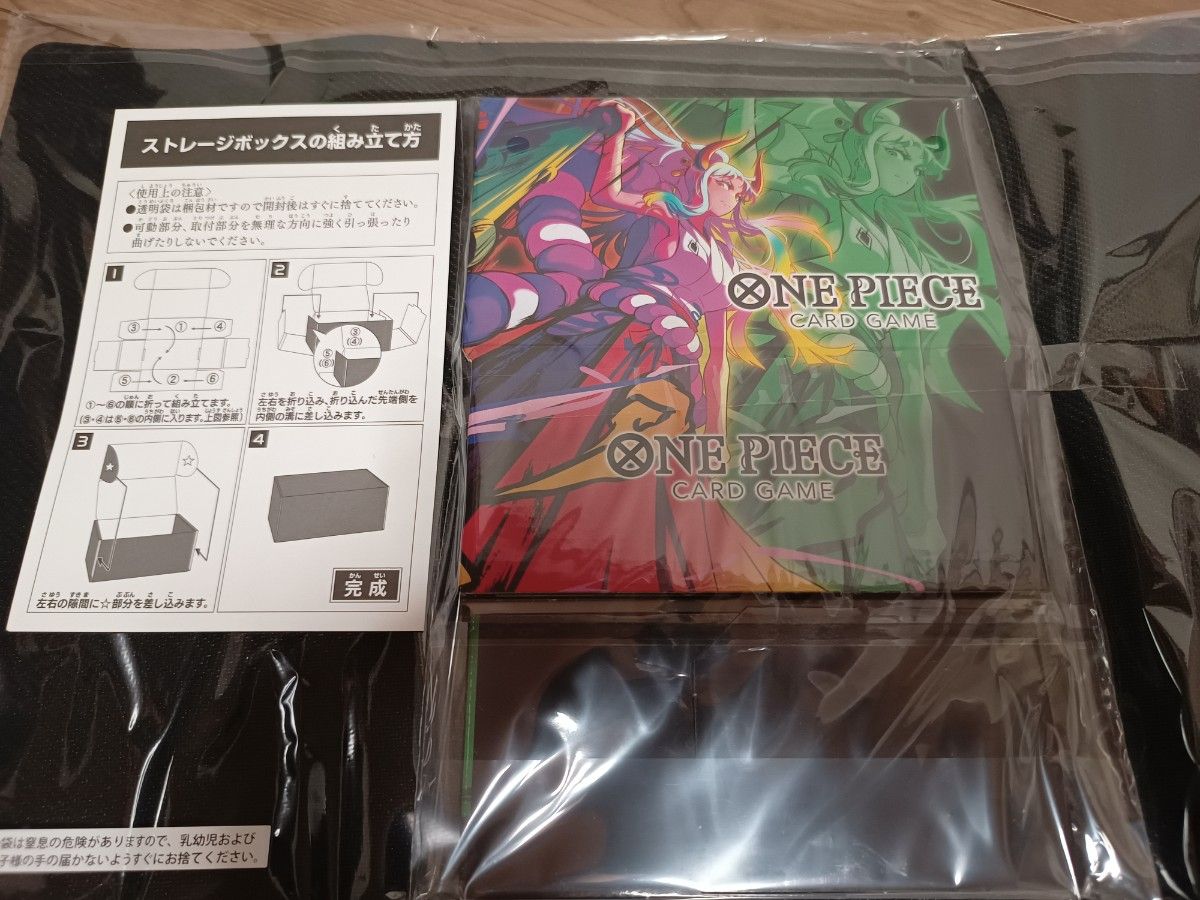 ストレージボックスの組み立て方
<使用上の注意>
●透明袋は梱包材ですので開封後はすぐに捨ててください。
●可動部分、取付部分を無理な方向に強く引っ張ったり
曲げたりしないでください。
1
③ ① ④
⑤ ② ⑥
①〜⑥の順に折って組み立てます。
(③・④は⑤・⑥の内側に入ります。上図参照)
2
③
(④)
⑤
(⑥)
左右を折り込み、折り込んだ先端側を
内側の溝に差し込みます。
3
左右の隙間に☆部分を差し込みます。
4
完成
ONE PIECE
CARD GAME
ONE PIECE
CARD GAME
袋は窒息の危険がありますので、乳幼児および
子様の手の届かないようすぐにお捨てください。